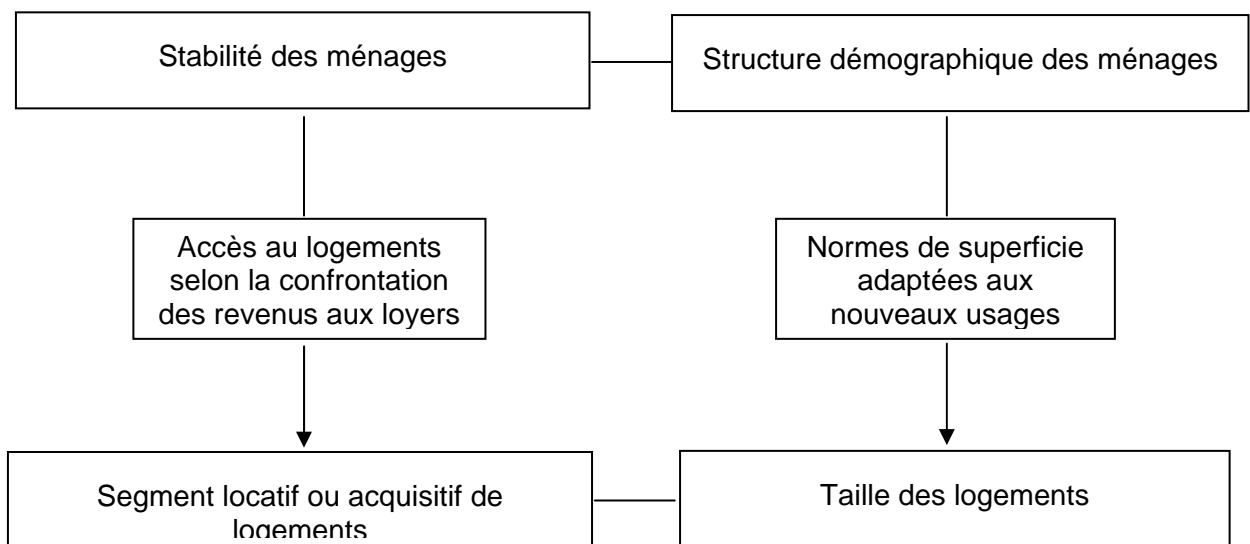 Stabilité des ménages
Structure démographique des ménages
Accès au logements
selon la confrontation
des revenus aux loyers
Normes de superficie
adaptées aux
nouveaux usages
Segment locatif ou acquisitif de
logements
Taille des logements